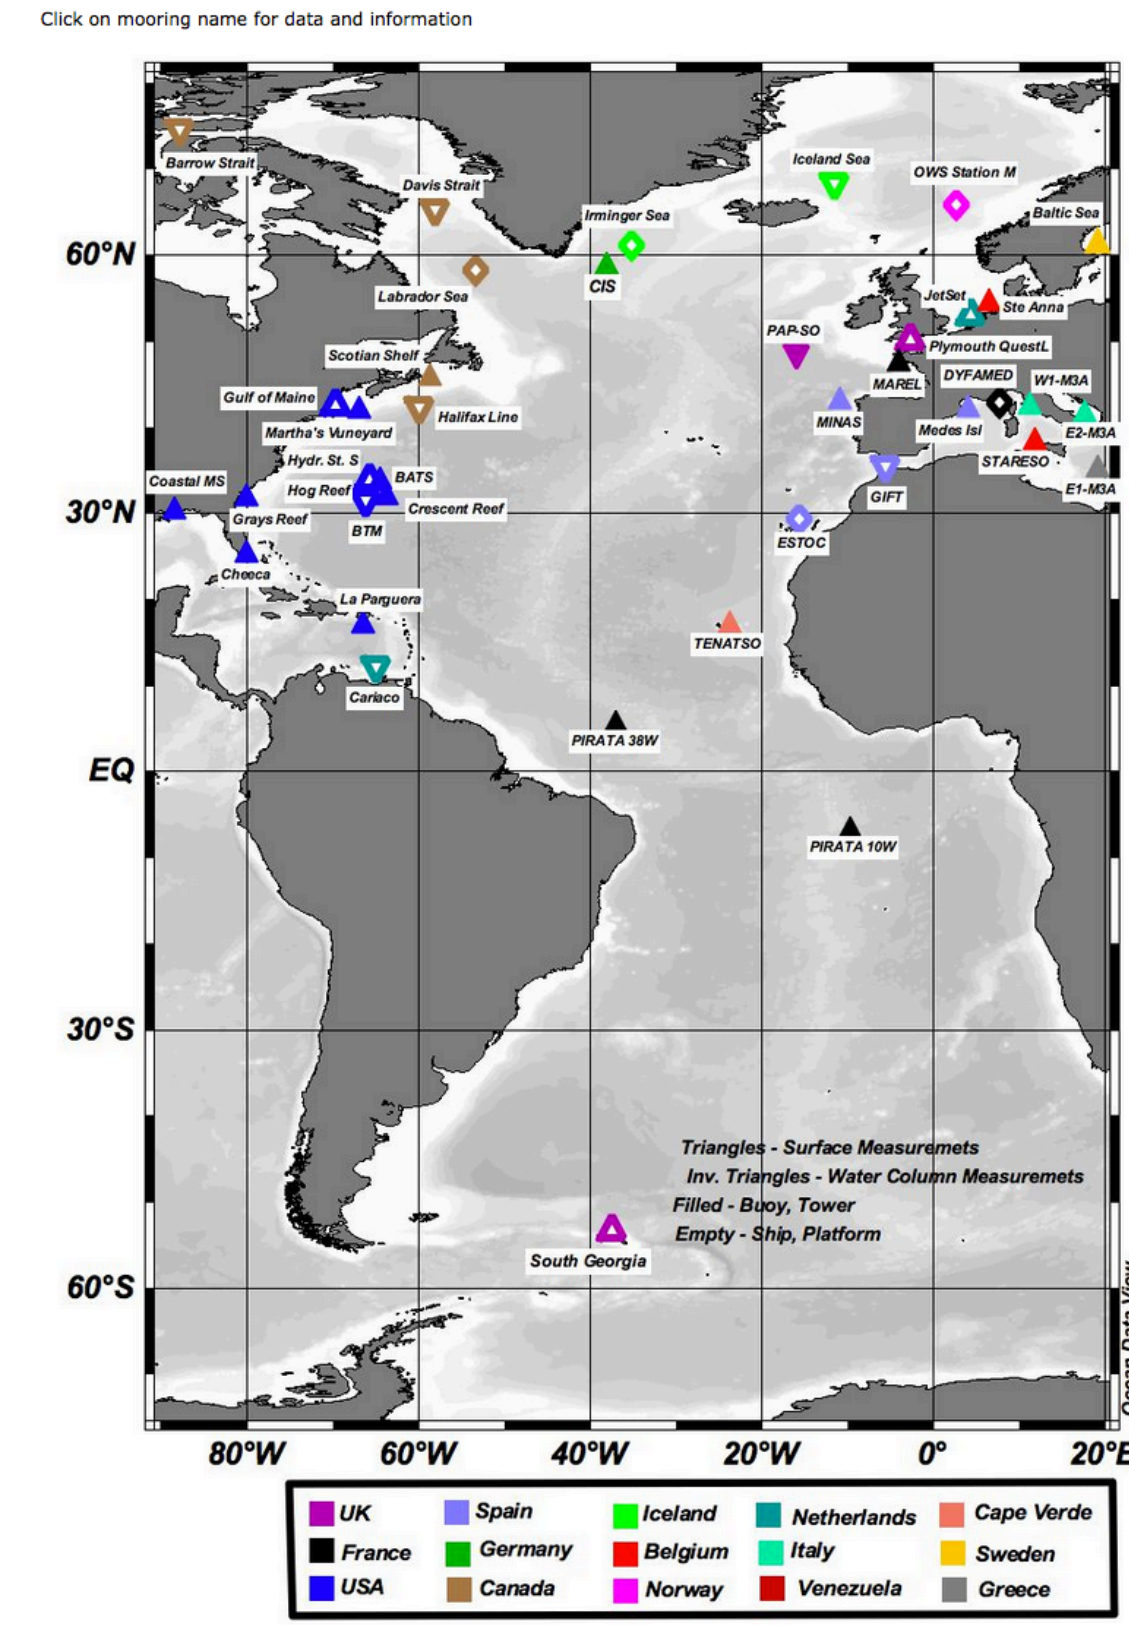 Click on mooring name for data and information
Barrow Strait
Davis Strait
Iceland Sea
OWS Station M
Irminger Sea
Baltic Sea
60°N
CIS
Labrador Sea
JetSet
Ste Anna
PAP-SO
Plymouth QuestL
Scotian Shelf
MAREL
DYFAMED
W1-M3A
Gulf of Maine
Halifax Line
MINAS
Medes Isl
E2-M3A
Martha's Vuneyard
Hydr. St. S
STARESO
Coastal MS
BATS
Hog Reef
E1-M3A
GIFT
Crescent Reef
30°N
Grays Reef
BTM
ESTOC
Cheeca
La Parguera
TENATSO
Cariaco
PIRATA 38W
EQ
PIRATA 10W
30°S
Triangles - Surface Measuremets
Inv. Triangles - Water Column Measuremets
Filled - Buoy, Tower
Empty - Ship, Platform
South Georgia
60°S
Ocean Data View
80°W 60°W 40°W 20°W 0° 20°E
UK Spain Iceland Netherlands Cape Verde
France Germany Belgium Italy Sweden
USA Canada Norway Venezuela Greece